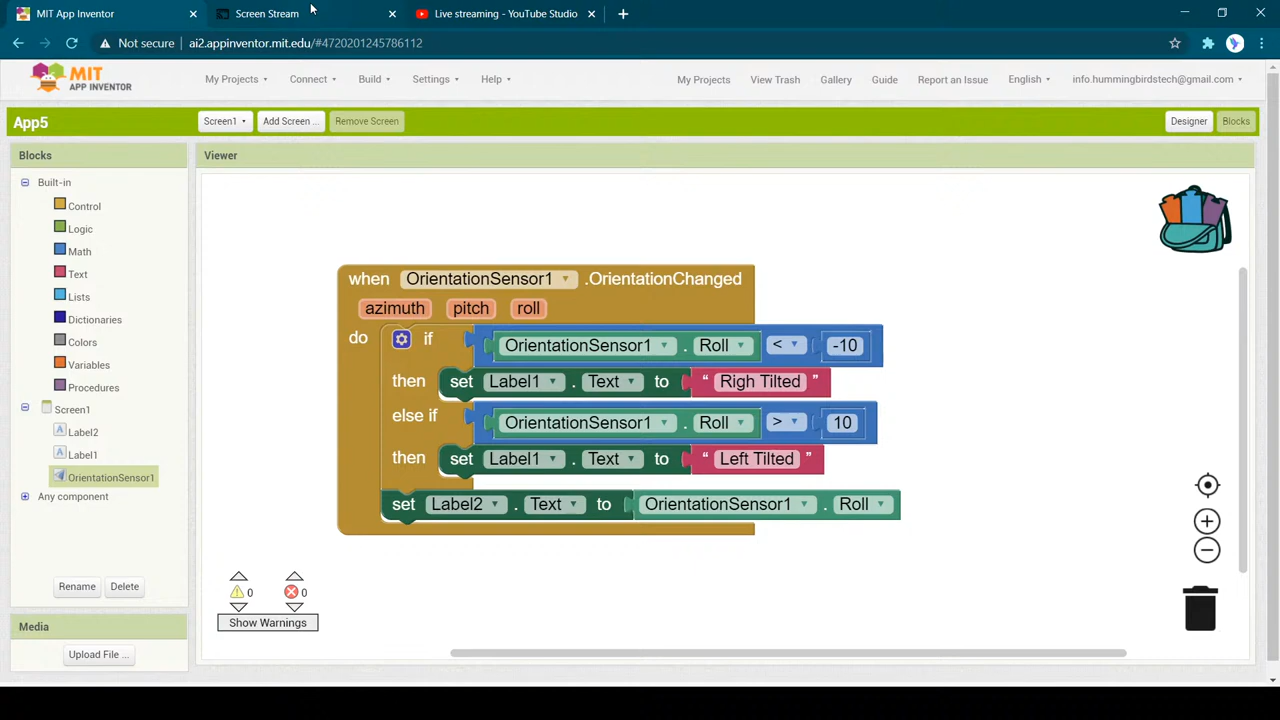 MIT App Inventor
Screen Stream
Live streaming - YouTube Studio
Not secure ai2.appinventor.mit.edu/#4720201245786112
MIT
APP INVENTOR
My Projects Connect Build Settings Help My Projects View Trash Gallery Guide Report an Issue English info.hummingbirdstech@gmail.com
App5 Screen1 Add Screen ... Remove Screen Designer Blocks
Blocks
Viewer
Built-in
Control
Logic
Math
Text
Lists
Dictionaries
Colors
Variables
Procedures
Screen1
Label2
Label1
OrientationSensor1
Any component
Rename Delete
Media
Upload File ...
when OrientationSensor1 .OrientationChanged
azimuth pitch roll
do if OrientationSensor1 . Roll < -10
then set Label1 . Text to “ Righ Tilted ”
else if OrientationSensor1 . Roll > 10
then set Label1 . Text to “ Left Tilted ”
set Label2 . Text to OrientationSensor1 . Roll
0 0
Show Warnings